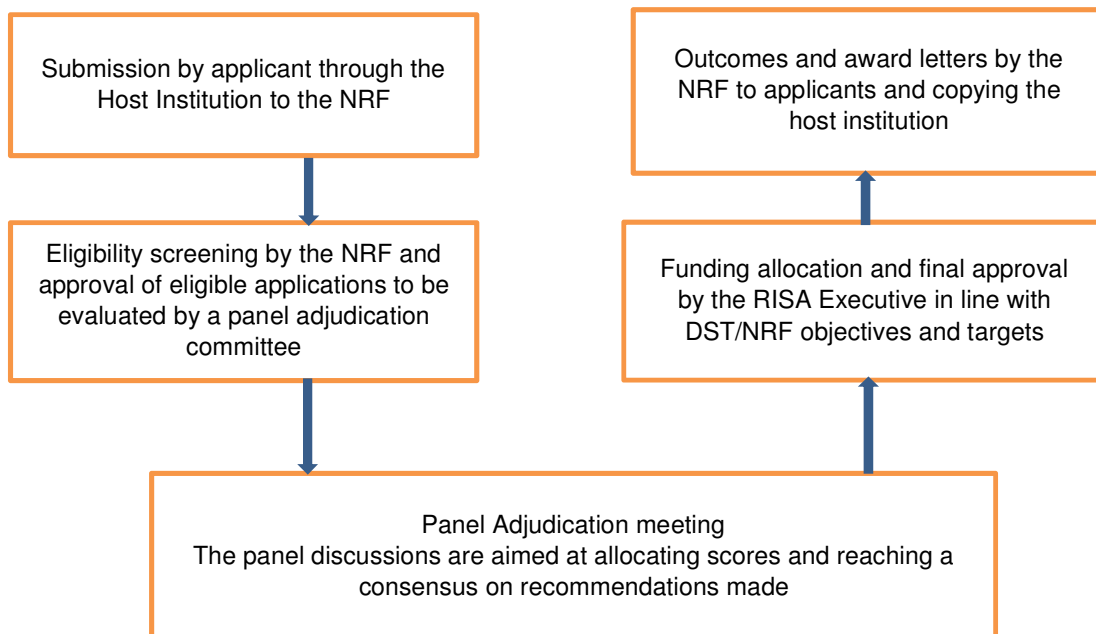 Submission by applicant through the
Host Institution to the NRF
Eligibility screening by the NRF and
approval of eligible applications to be
evaluated by a panel adjudication
committee
Panel Adjudication meeting
The panel discussions are aimed at allocating scores and reaching a
consensus on recommendations made
Funding allocation and final approval
by the RISA Executive in line with
DST/NRF objectives and targets
Outcomes and award letters by the
NRF to applicants and copying the
host institution